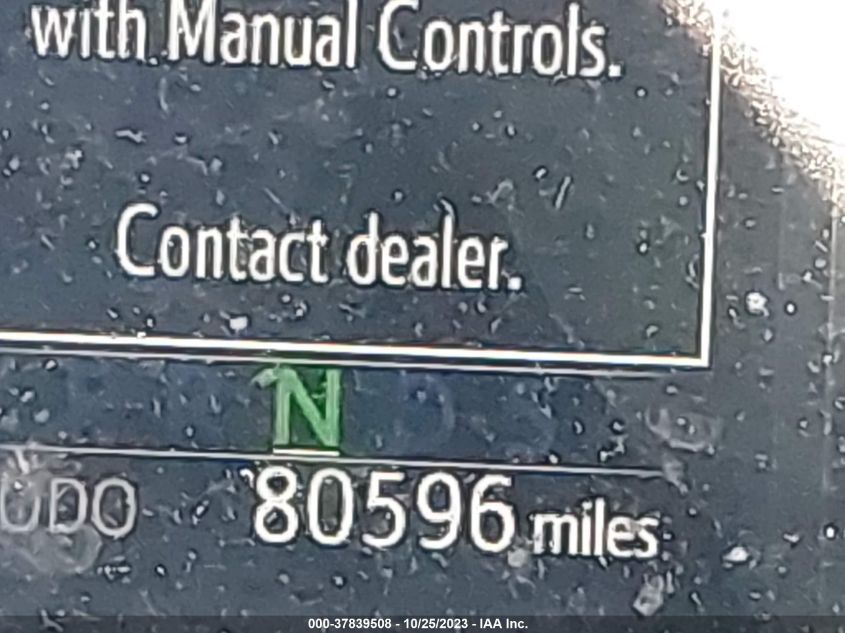 with Manual Controls.
Contact dealer.
N
ODO 80596 miles
000-37839508 - 10/25/2023 - IAA Inc.